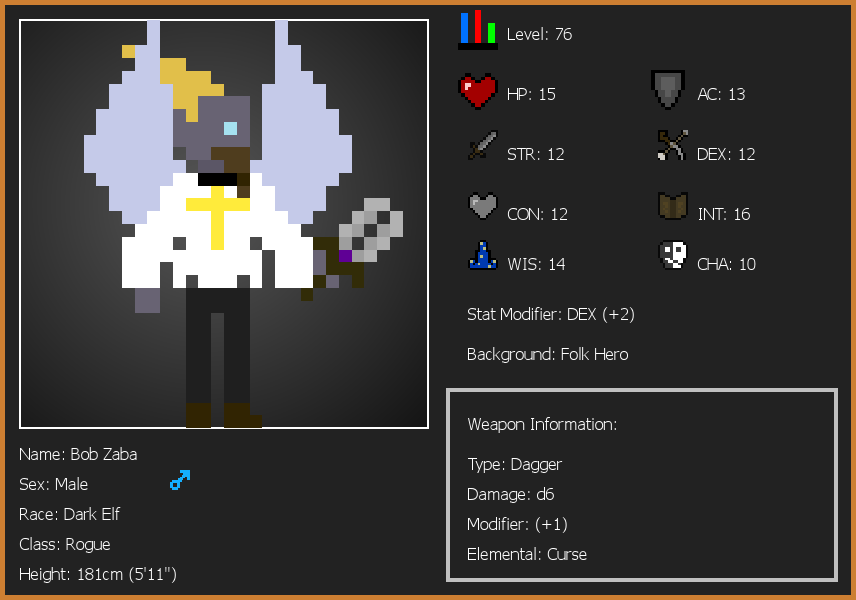 Level: 76
HP: 15
AC: 13
STR: 12
DEX: 12
CON: 12
INT: 16
WIS: 14
CHA: 10
Stat Modifier: DEX (+2)
Background: Folk Hero
Weapon Information:
Type: Dagger
Damage: d6
Modifier: (+1)
Elemental: Curse
Name: Bob Zaba
Sex: Male
Race: Dark Elf
Class: Rogue
Height: 181cm (5'11")